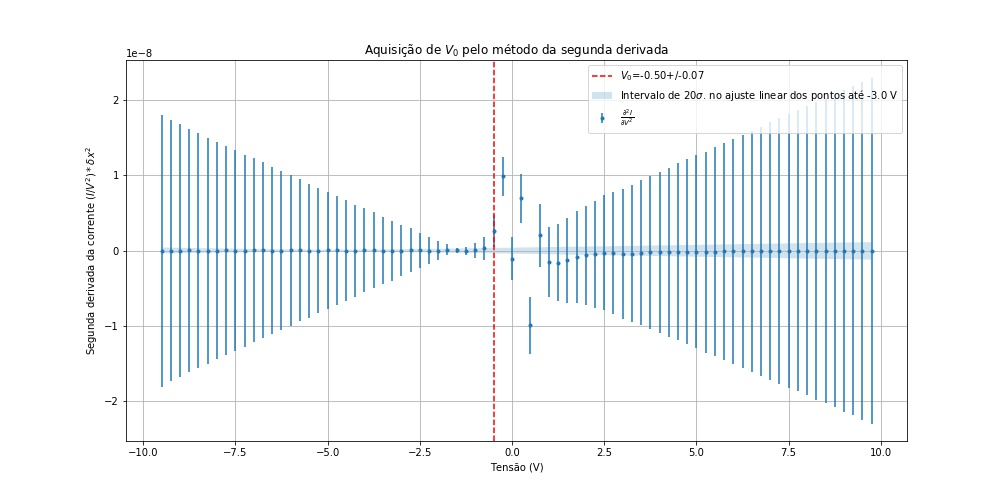 Aquisição de V₀ pelo método da segunda derivada
1e−8
V₀=-0.50+/-0.07
Intervalo de 20σ. no ajuste linear dos pontos até -3.0 V
∂²I/∂V²
Segunda derivada da corrente (I/V²) * δx²
2
1
0
−1
−2
−10.0 −7.5 −5.0 −2.5 0.0 2.5 5.0 7.5 10.0
Tensão (V)